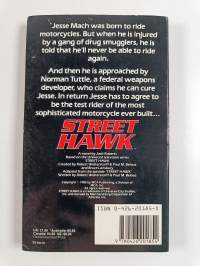 Jesse Mach was born to ride
motorcycles. But when he is injured
by a gang of drug smugglers, he is
told that he'll never be able to ride
again.
And then he is approached by
Norman Tuttle, a federal weapons
developer, who claims he can cure
Jesse. In return Jesse has to agree to
be the test rider of the most
sophisticated motorcycle ever built...
STREET
HAWK
A novel by Jack Roberts
Based on the Universal television series
STREET HAWK
Created by Robert Wolterstorff & Paul M. Belous
Adapted from the episode STREET HAWK
Written by Robert Wolterstorff & Paul M. Belous
ISBN 0-426-20185-8
9 780426 201854